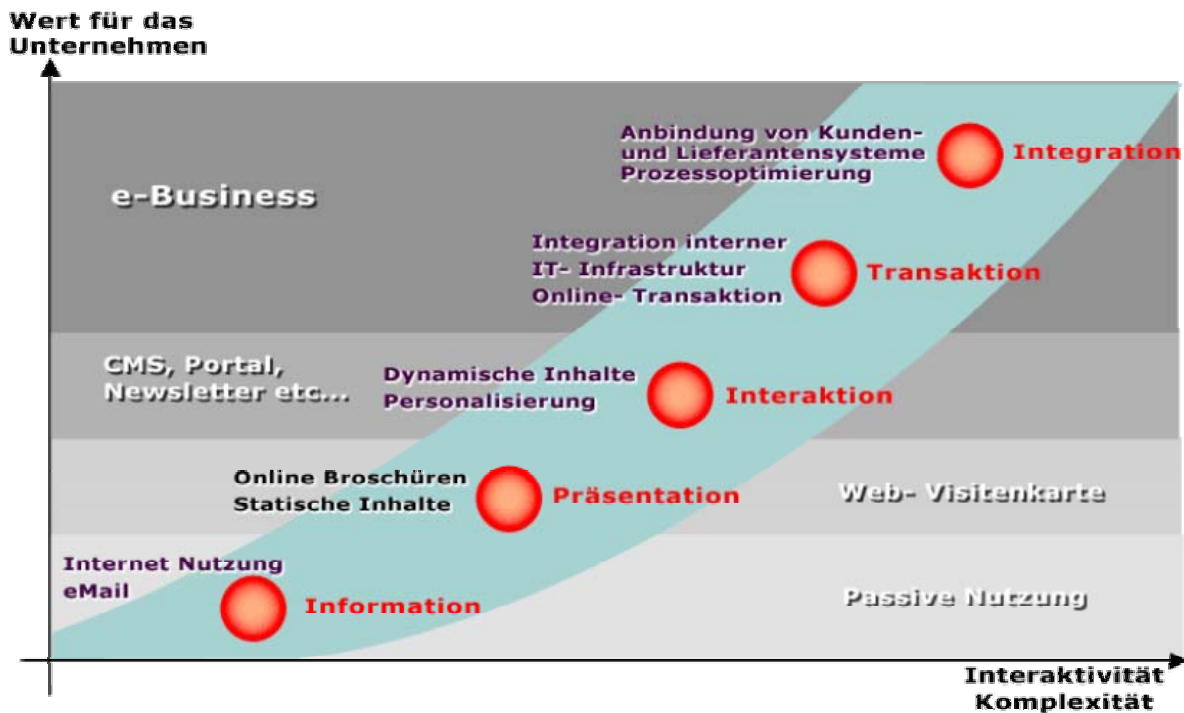 Wert für das
Unternehmen
Anbindung von Kunden-
und Lieferantensysteme
Prozessoptimierung
Integration
e-Business
Integration interner
IT- Infrastruktur
Online- Transaktion
Transaktion
CMS, Portal,
Newsletter etc...
Dynamische Inhalte
Personalisierung
Interaktion
Online Broschüren
Statische Inhalte
Präsentation
Web- Visitenkarte
Internet Nutzung
eMail
Information
Passive Nutzung
Interaktivität
Komplexität